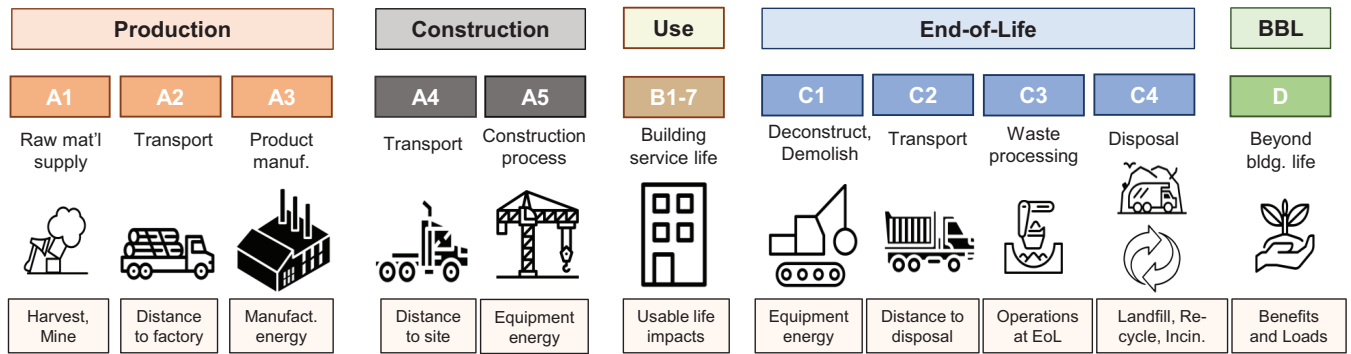 Production
Construction
Use
End-of-Life
BBL
A1
A2
A3
A4
A5
B1-7
C1
C2
C3
C4
D
Raw mat'l
supply
Transport
Product
manuf.
Transport
Construction
process
Building
service life
Deconstruct,
Demolish
Transport
Waste
processing
Disposal
Beyond
bldg. life
Harvest,
Mine
Distance
to factory
Manufact.
energy
Distance
to site
Equipment
energy
Usable life
impacts
Equipment
energy
Distance to
disposal
Operations
at EoL
Landfill, Re-
cycle, Incin.
Benefits
and Loads